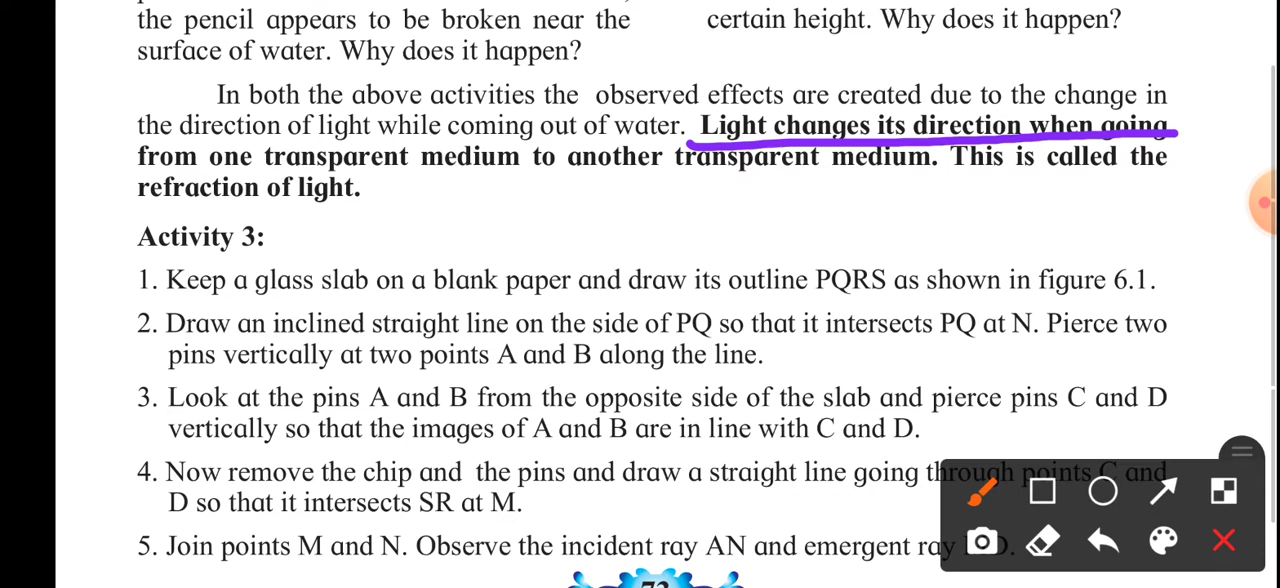 the pencil appears to be broken near the
surface of water. Why does it happen?
certain height. Why does it happen?
In both the above activities the observed effects are created due to the change in
the direction of light while coming out of water. Light changes its direction when going
from one transparent medium to another transparent medium. This is called the
refraction of light.
Activity 3:
1. Keep a glass slab on a blank paper and draw its outline PQRS as shown in figure 6.1.
2. Draw an inclined straight line on the side of PQ so that it intersects PQ at N. Pierce two
pins vertically at two points A and B along the line.
3. Look at the pins A and B from the opposite side of the slab and pierce pins C and D
vertically so that the images of A and B are in line with C and D.
4. Now remove the chip and the pins and draw a straight line going through points C and
D so that it intersects SR at M.
5. Join points M and N. Observe the incident ray AN and emergent ray D.